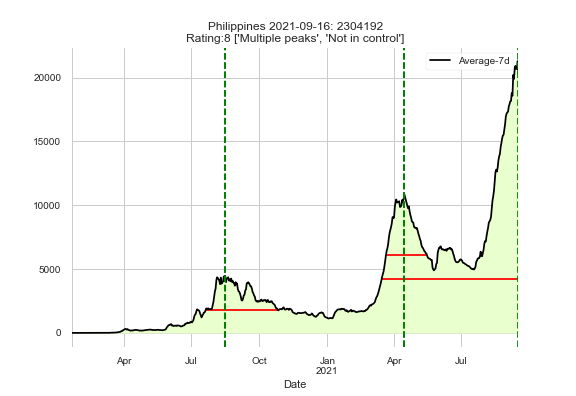 Philippines 2021-09-16: 2304192
Rating:8 ['Multiple peaks', 'Not in control']
Average-7d
20000
15000
10000
5000
0
Apr
Jul
Oct
Jan
2021
Apr
Jul
Date